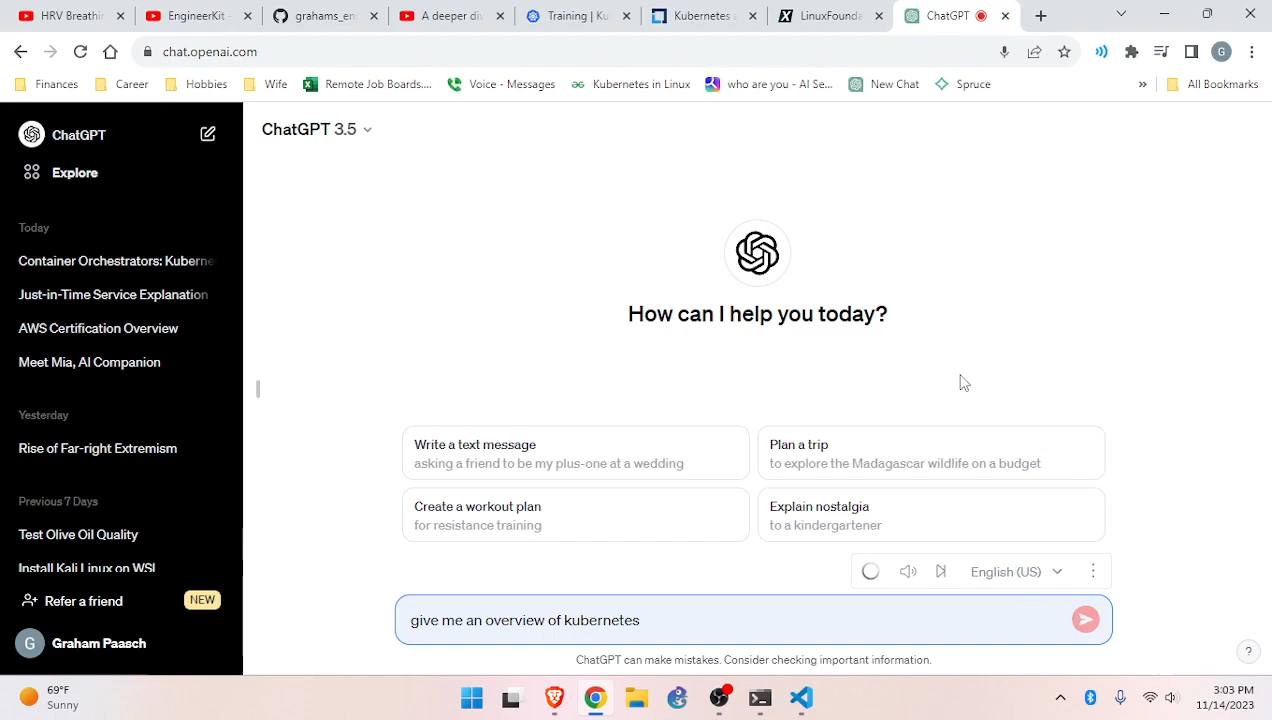 HRV Breathi
EngineerKit -
grahams_en
A deeper di
Training | Ku
Kubernetes a
LinuxFounda
ChatGPT
chat.openai.com
G
Finances
Career
Hobbies
Wife
Remote Job Boards....
Voice - Messages
Kubernetes in Linux
who are you - AI Se...
New Chat
Spruce
»
All Bookmarks
ChatGPT
Explore
Today
Container Orchestrators: Kuberne
Just-in-Time Service Explanation
AWS Certification Overview
Meet Mia, AI Companion
Yesterday
Rise of Far-right Extremism
Previous 7 Days
Test Olive Oil Quality
Install Kali Linux on WSL
Refer a friend
NEW
G
Graham Paasch
ChatGPT 3.5
How can I help you today?
Write a text message
asking a friend to be my plus-one at a wedding
Plan a trip
to explore the Madagascar wildlife on a budget
Create a workout plan
for resistance training
Explain nostalgia
to a kindergartener
English (US)
give me an overview of kubernetes
ChatGPT can make mistakes. Consider checking important information.
?
69°F
Sunny
3:03 PM
11/14/2023